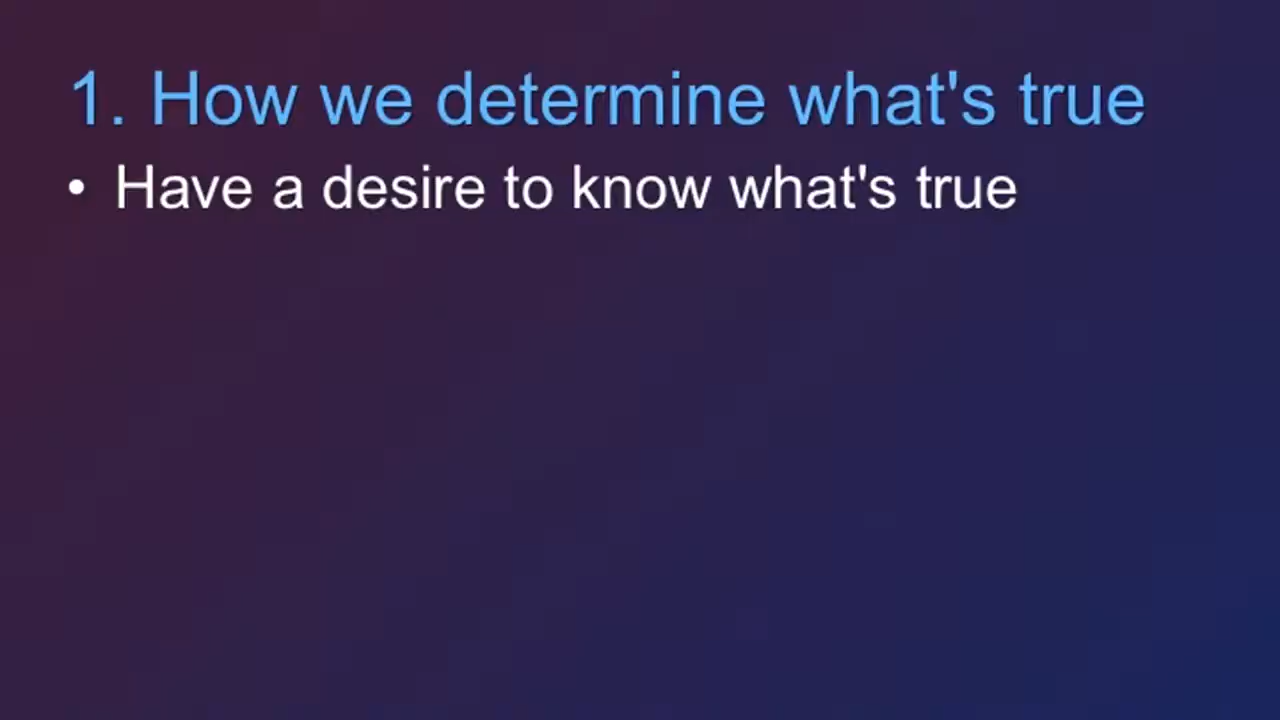 1. How we determine what's true
• Have a desire to know what's true